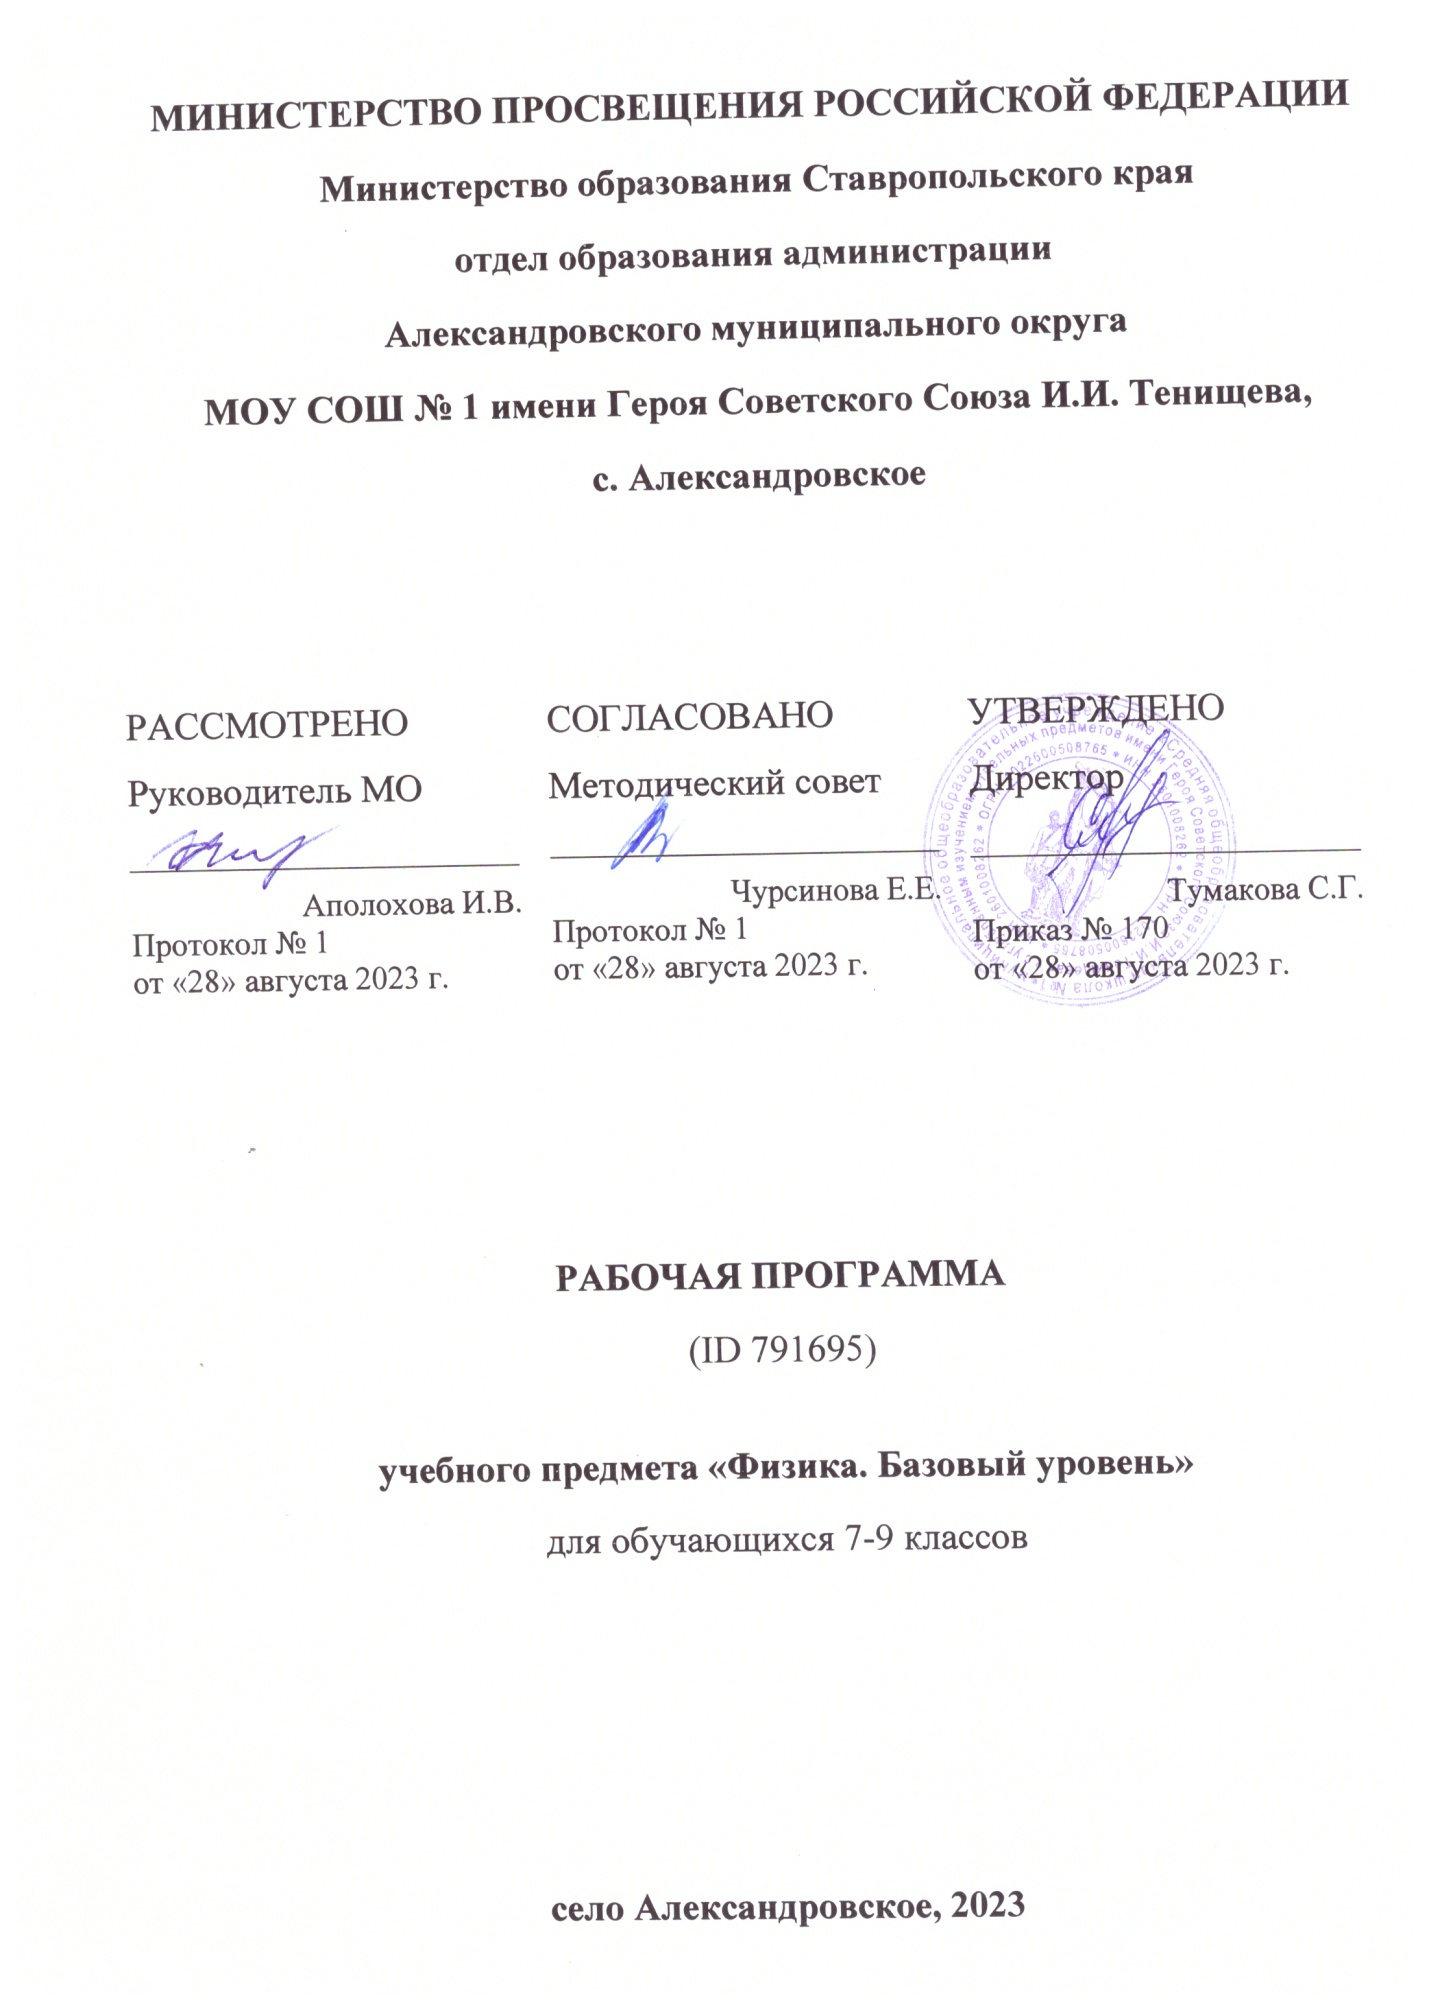 МИНИСТЕРСТВО ПРОСВЕЩЕНИЯ РОССИЙСКОЙ ФЕДЕРАЦИИ
Министерство образования Ставропольского края
отдел образования администрации
Александровского муниципального округа
МОУ СОШ № 1 имени Героя Советского Союза И.И. Тенищева,
с. Александровское
РАССМОТРЕНО
Руководитель МО
Аполохова И.В.
Протокол № 1
от «28» августа 2023 г.
СОГЛАСОВАНО
Методический совет
Чурсинова Е.Е.
Протокол № 1
от «28» августа 2023 г.
УТВЕРЖДЕНО
Директор
Тумакова С.Г.
Приказ № 170
от «28» августа 2023 г.
РАБОЧАЯ ПРОГРАММА
(ID 791695)
учебного предмета «Физика. Базовый уровень»
для обучающихся 7-9 классов
село Александровское, 2023